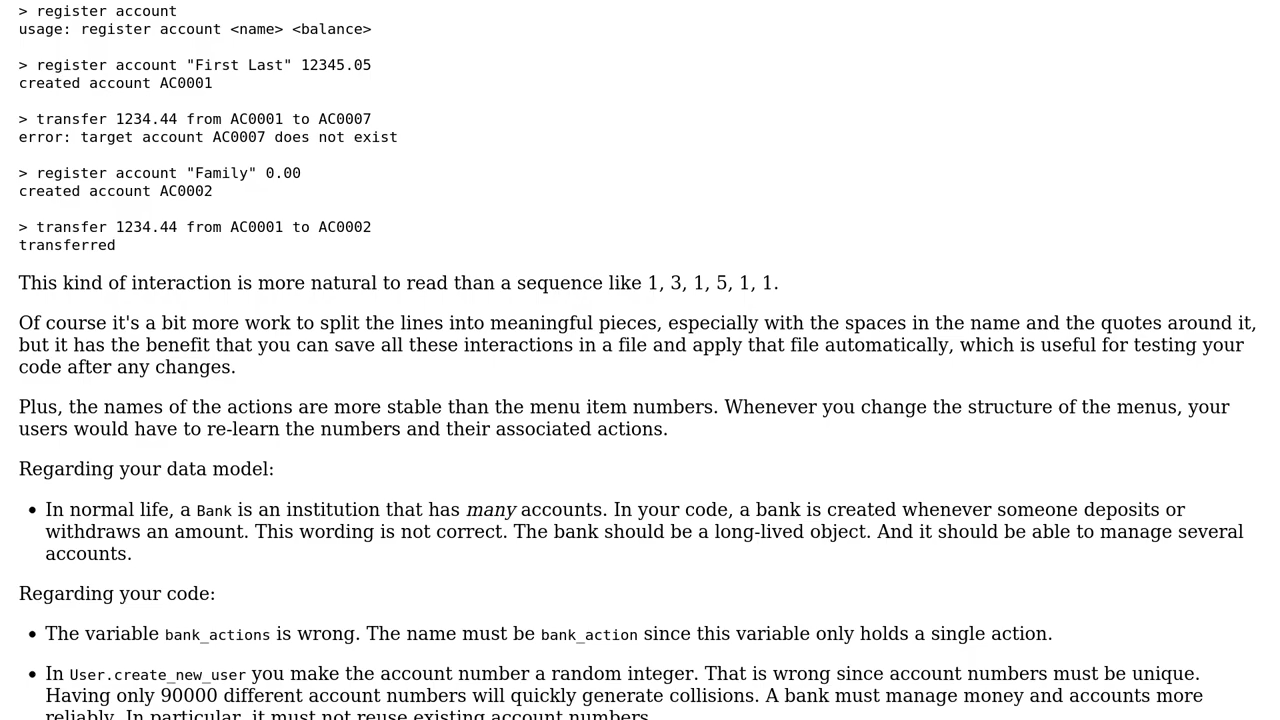 > register account
usage: register account <name> <balance>
> register account "First Last" 12345.05
created account AC0001
> transfer 1234.44 from AC0001 to AC0007
error: target account AC0007 does not exist
> register account "Family" 0.00
created account AC0002
> transfer 1234.44 from AC0001 to AC0002
transferred
This kind of interaction is more natural to read than a sequence like 1, 3, 1, 5, 1, 1.
Of course it's a bit more work to split the lines into meaningful pieces, especially with the spaces in the name and the quotes around it,
but it has the benefit that you can save all these interactions in a file and apply that file automatically, which is useful for testing your
code after any changes.
Plus, the names of the actions are more stable than the menu item numbers. Whenever you change the structure of the menus, your
users would have to re-learn the numbers and their associated actions.
Regarding your data model:
• In normal life, a Bank is an institution that has many accounts. In your code, a bank is created whenever someone deposits or
withdraws an amount. This wording is not correct. The bank should be a long-lived object. And it should be able to manage several
accounts.
Regarding your code:
• The variable bank_actions is wrong. The name must be bank_action since this variable only holds a single action.
• In User.create_new_user you make the account number a random integer. That is wrong since account numbers must be unique.
Having only 90000 different account numbers will quickly generate collisions. A bank must manage money and accounts more
reliably. In particular, it must not reuse existing account numbers.